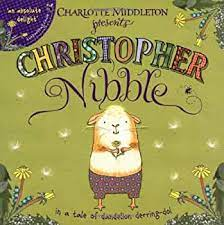 an absolute
delight
CHARLOTTE MIDDLETON
presents
CHRISTOPHER
Nibble
in a tale of dandelion derring-do!